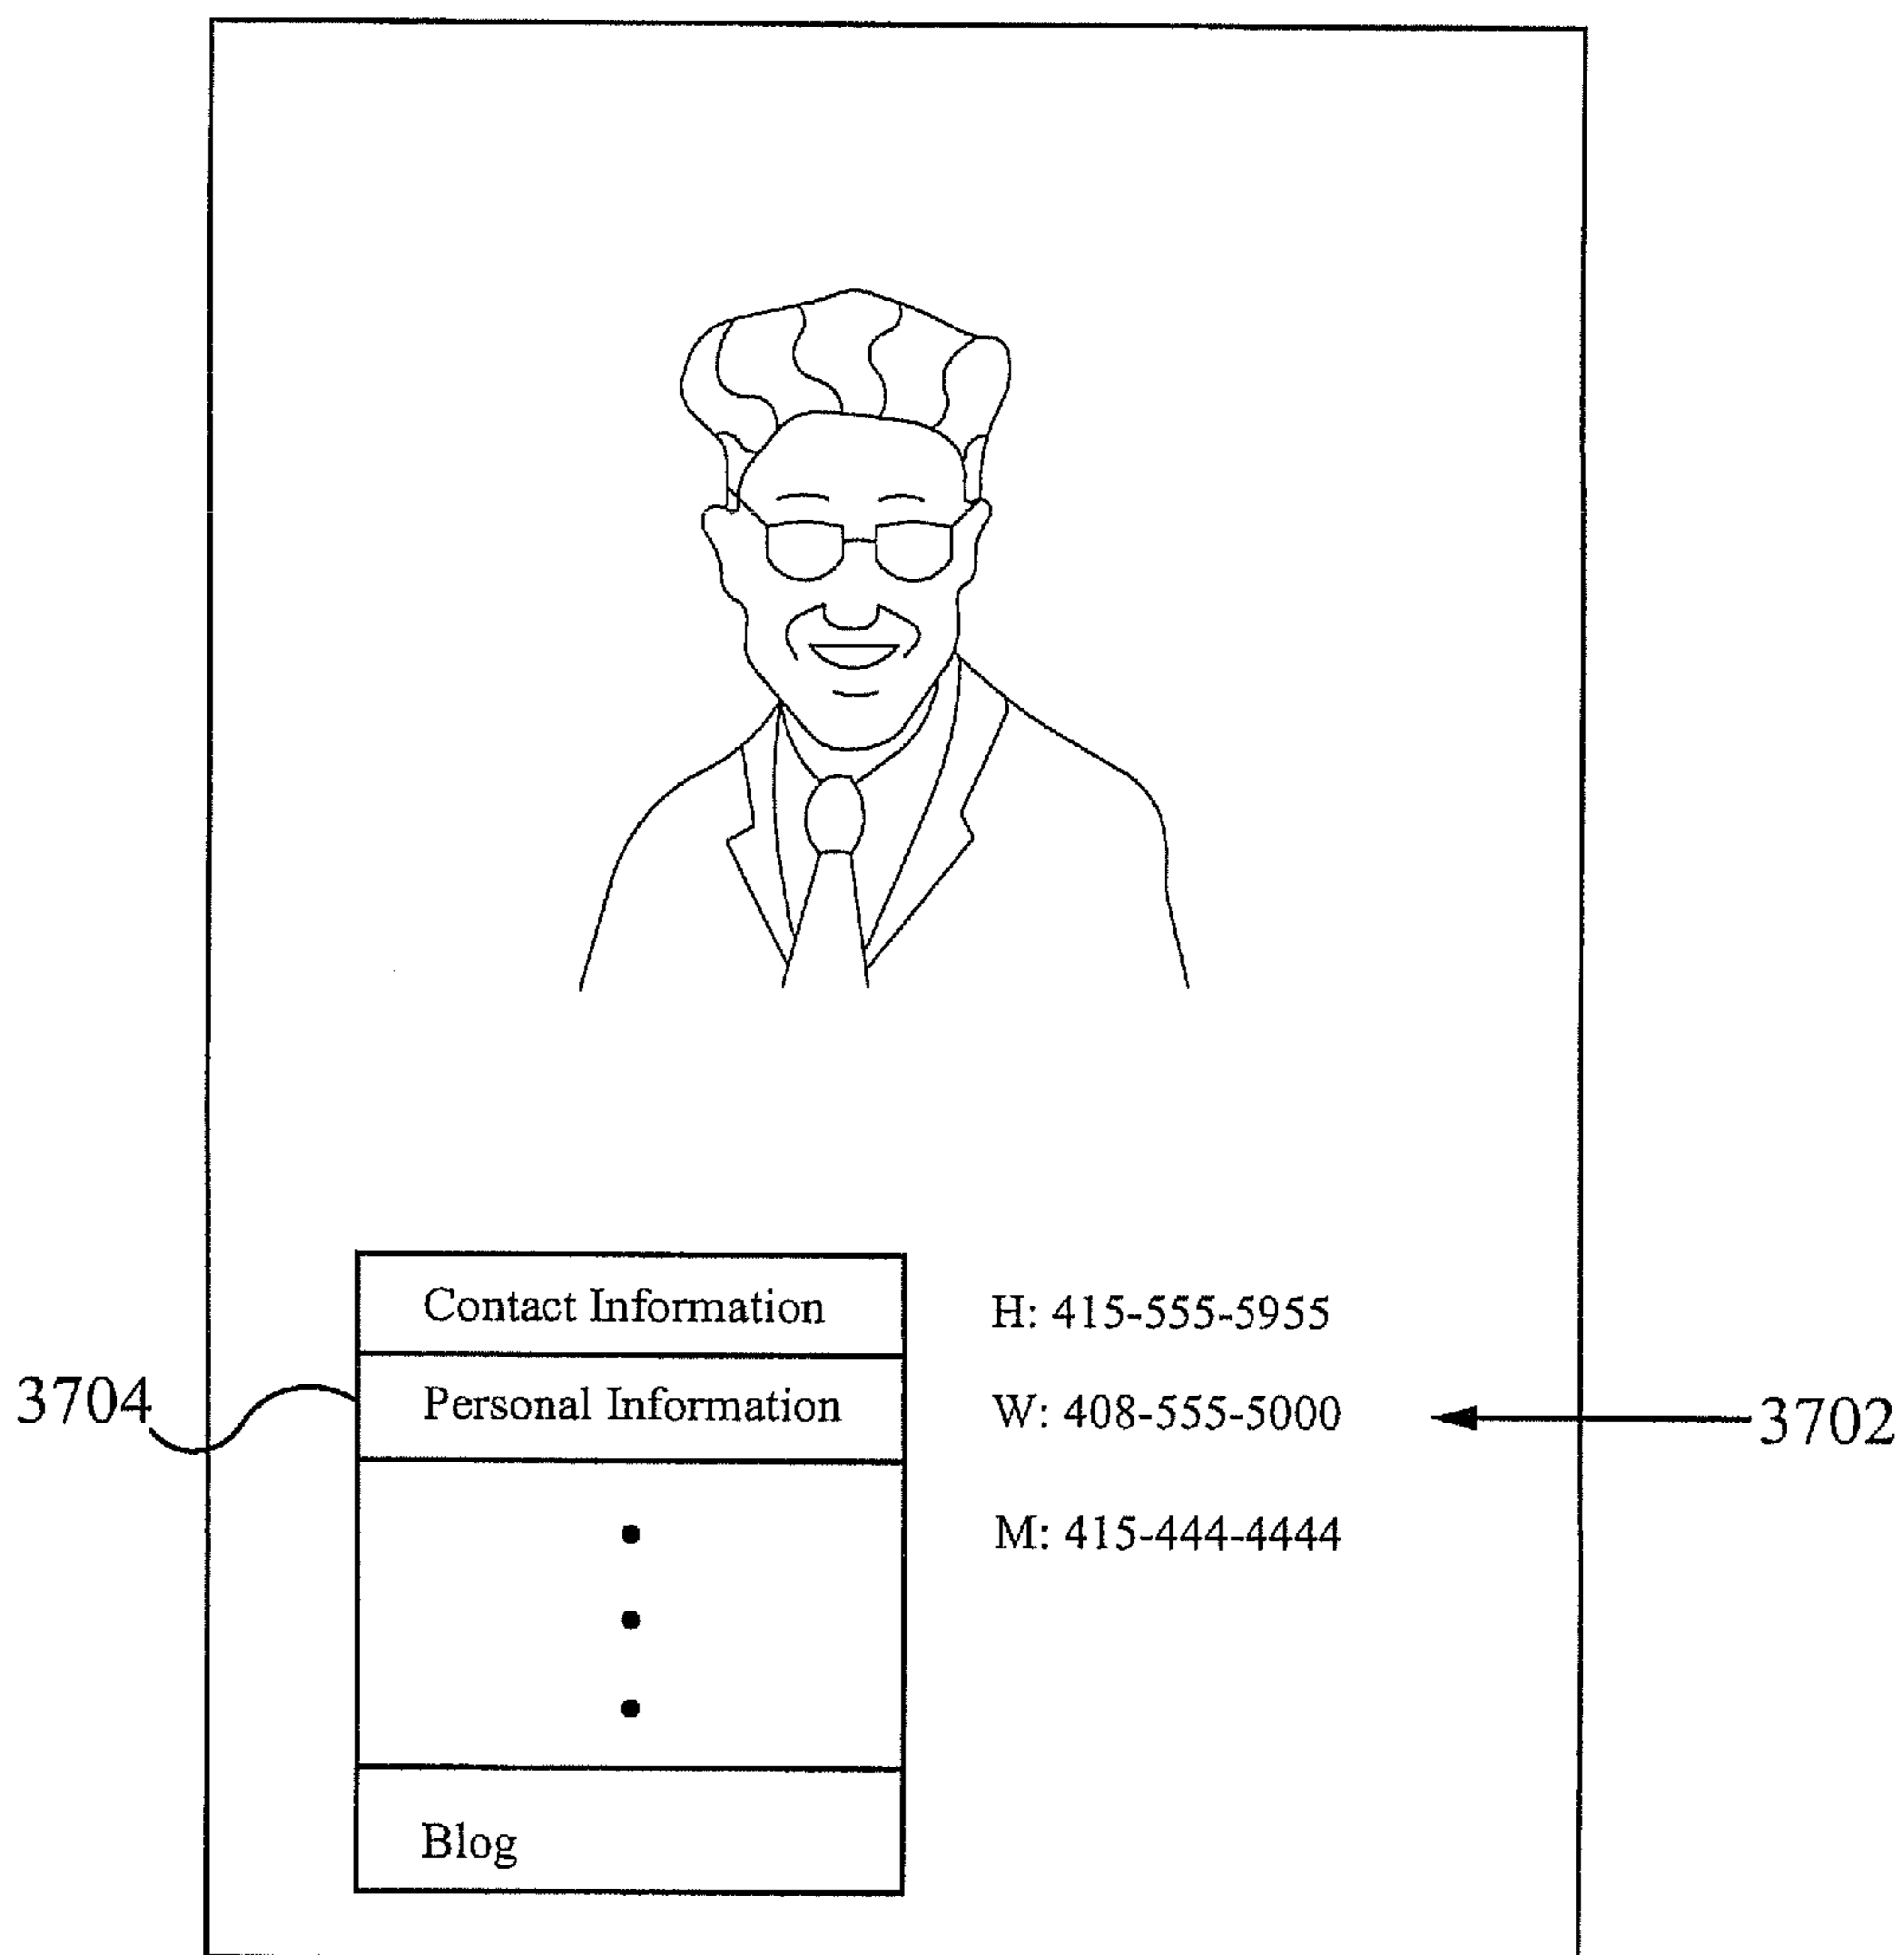 Contact Information
H: 415-555-5955
3704
Personal Information
W: 408-555-5000
3702
M: 415-444-4444
Blog